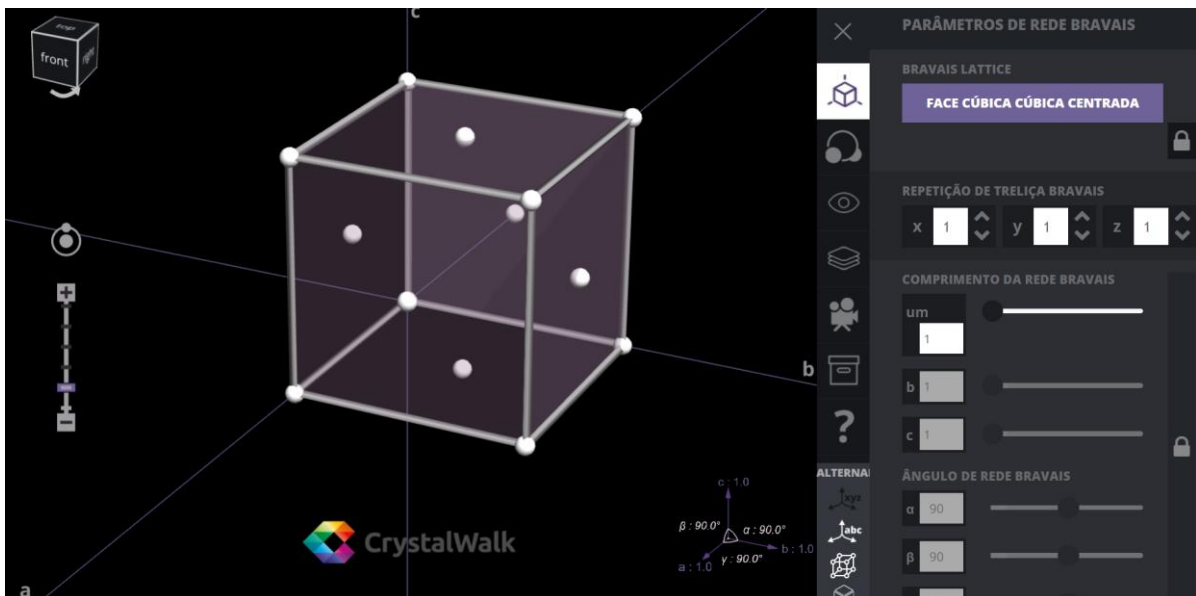 c
top
front
right
b
a
CrystalWalk
c : 1.0
β : 90.0°
α : 90.0°
b : 1.0
a : 1.0
γ : 90.0°
PARÂMETROS DE REDE BRAVAIS
BRAVAIS LATTICE
FACE CÚBICA CÚBICA CENTRADA
REPETIÇÃO DE TRELIÇA BRAVAIS
x 1 y 1 z 1
COMPRIMENTO DA REDE BRAVAIS
um
1
b 1
c 1
ÂNGULO DE REDE BRAVAIS
α 90
β 90
?
ALTERNA
xyz
abc